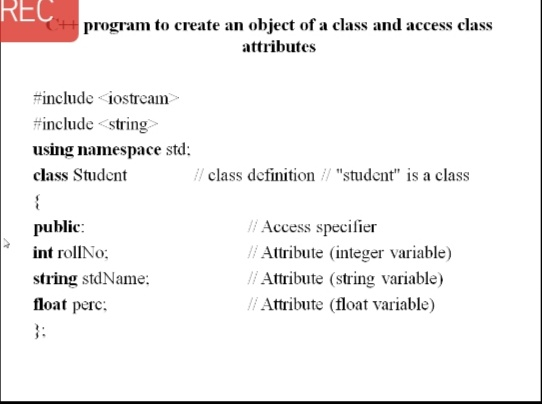 REC
C++ program to create an object of a class and access class
attributes
#include <iostream>
#include <string>
using namespace std;
class Student // class definition // "student" is a class
{
public: // Access specifier
int rollNo; // Attribute (integer variable)
string stdName; // Attribute (string variable)
float perc; // Attribute (float variable)
};